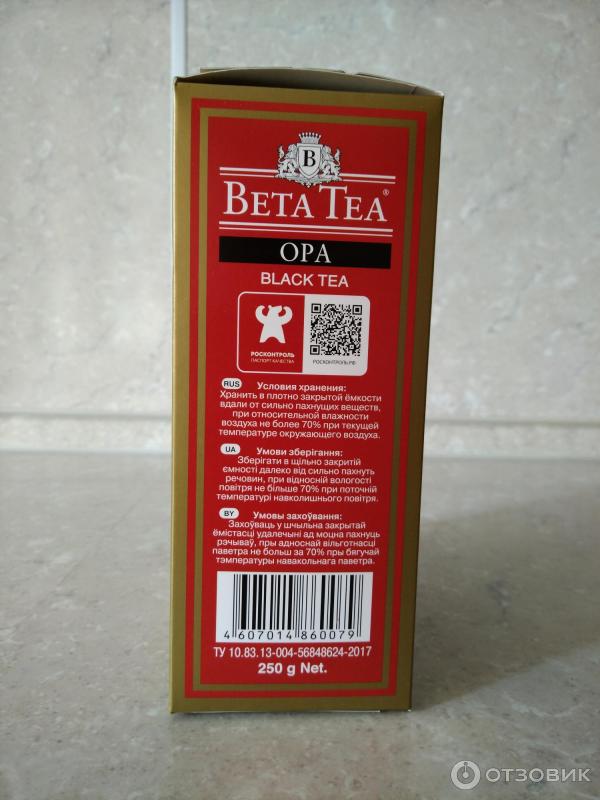 B
BETA TEA®
OPA
BLACK TEA
РОСКОНТРОЛЬ
ПАСПОРТ КАЧЕСТВА
РОСКОНТРОЛЬ.РФ
RUS Условия хранения:
Хранить в плотно закрытой ёмкости
вдали от сильно пахнущих веществ,
при относительной влажности
воздуха не более 70% при текущей
температуре окружающего воздуха.
UA Умови зберігання:
Зберігати в щільно закритій
ємності далеко від сильно пахнуть
речовин, при відносній вологості
повітря не більше 70% при поточній
температурі навколишнього повітря.
BY Умовы захоўвання:
Захоўваць у шчыльна закрытай
ёмістасці удалечыні ад моцна пахнуць
рэчываў, пры адноснай вільготнасці
паветра не больш за 70% пры бягучай
тэмпературы навакольнага паветра.
4 607014 860079
ТУ 10.83.13-004-56848624-2017
250 g Net.
ОТЗОВИК